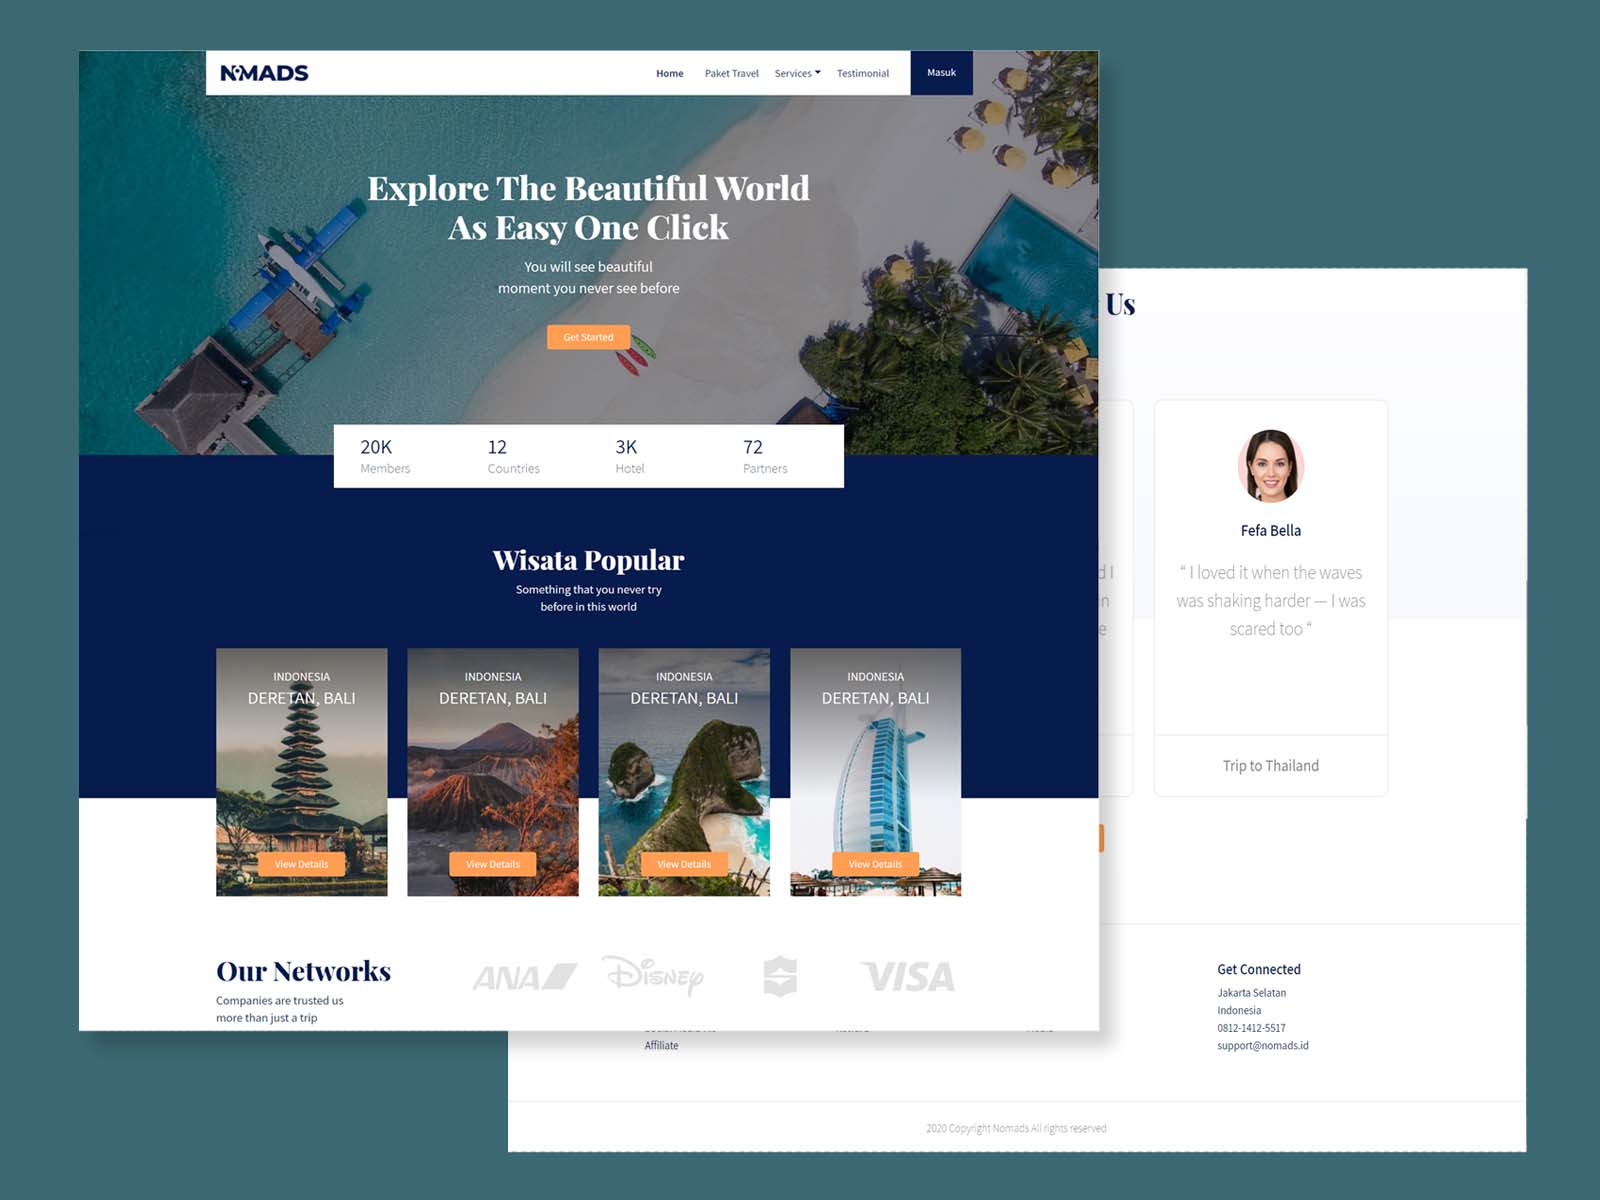 NOMADS
Home Paket Travel Services Testimonial Masuk
Explore The Beautiful World
As Easy One Click
You will see beautiful
moment you never see before
Get Started
20K 12 3K 72
Members Countries Hotel Partners
Wisata Popular
Something that you never try
before in this world
INDONESIA
DERETAN, BALI
View Details
INDONESIA
DERETAN, BALI
View Details
INDONESIA
DERETAN, BALI
View Details
INDONESIA
DERETAN, BALI
View Details
Our Networks
Companies are trusted us
more than just a trip
ANA Disney VISA
Us
Fefa Bella
“ I loved it when the waves
was shaking harder — I was
scared too “
Trip to Thailand
Affiliate
Get Connected
Jakarta Selatan
Indonesia
0812-1412-5517
support@nomads.id
2020 Copyright Nomads All rights reserved